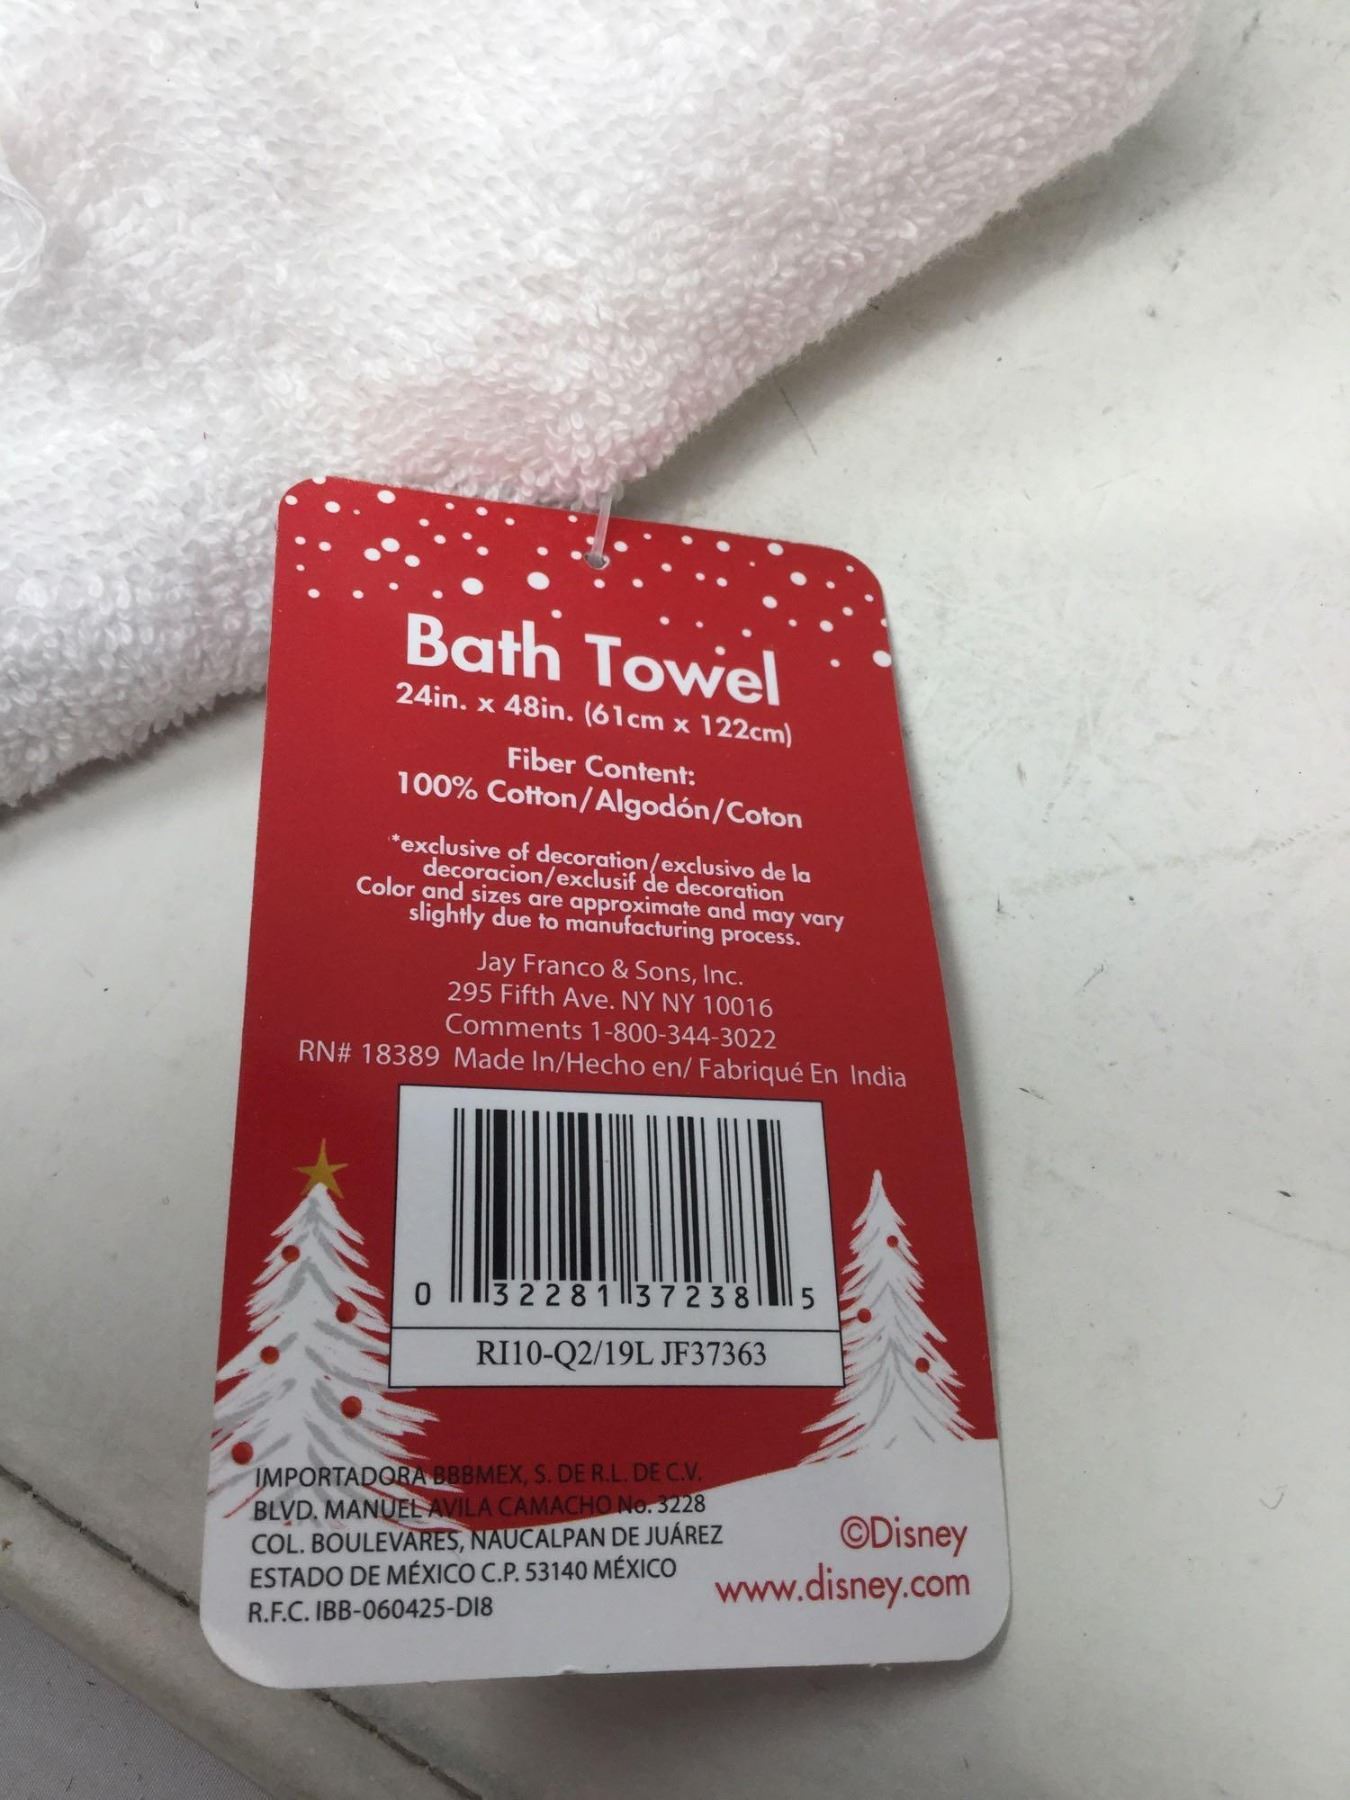 Bath Towel
24in. x 48in. (61cm x 122cm)
Fiber Content:
100% Cotton/Algodón/Coton
*exclusive of decoration/exclusivo de la
decoracion/exclusif de decoration
Color and sizes are approximate and may vary
slightly due to manufacturing process.
Jay Franco & Sons, Inc.
295 Fifth Ave. NY NY 10016
Comments 1-800-344-3022
RN# 18389 Made In/Hecho en/ Fabriqué En India
0 32281 37238 5
RI10-Q2/19L JF37363
IMPORTADORA BBBMEX, S. DE R.L. DE C.V.
BLVD. MANUEL AVILA CAMACHO No. 3228
COL. BOULEVARES, NAUCALPAN DE JUÁREZ
ESTADO DE MÉXICO C.P. 53140 MÉXICO
R.F.C. IBB-060425-DI8
©Disney
www.disney.com